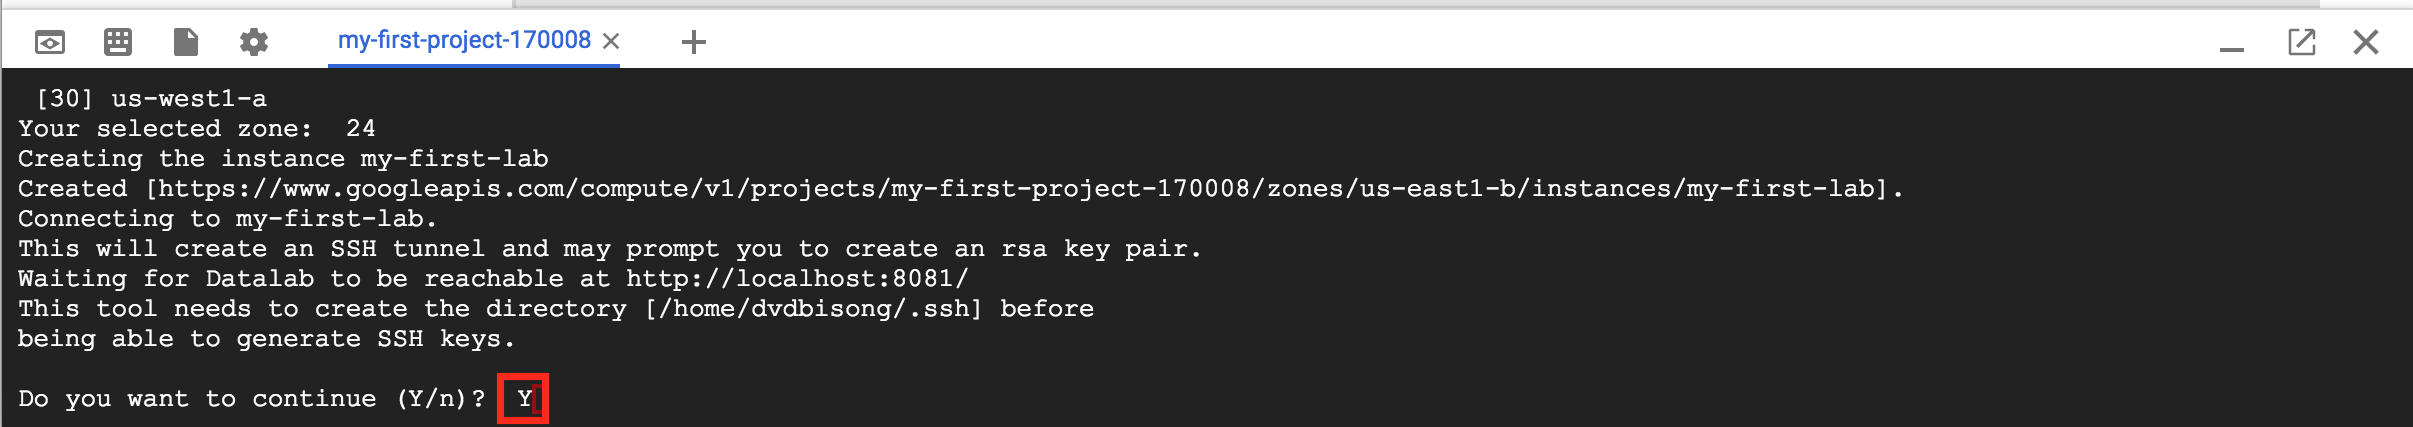 my-first-project-170008
[30] us-west1-a
Your selected zone:  24
Creating the instance my-first-lab
Created [https://www.googleapis.com/compute/v1/projects/my-first-project-170008/zones/us-east1-b/instances/my-first-lab].
Connecting to my-first-lab.
This will create an SSH tunnel and may prompt you to create an rsa key pair.
Waiting for Datalab to be reachable at http://localhost:8081/
This tool needs to create the directory [/home/dvdbisong/.ssh] before
being able to generate SSH keys.
Do you want to continue (Y/n)?  Y